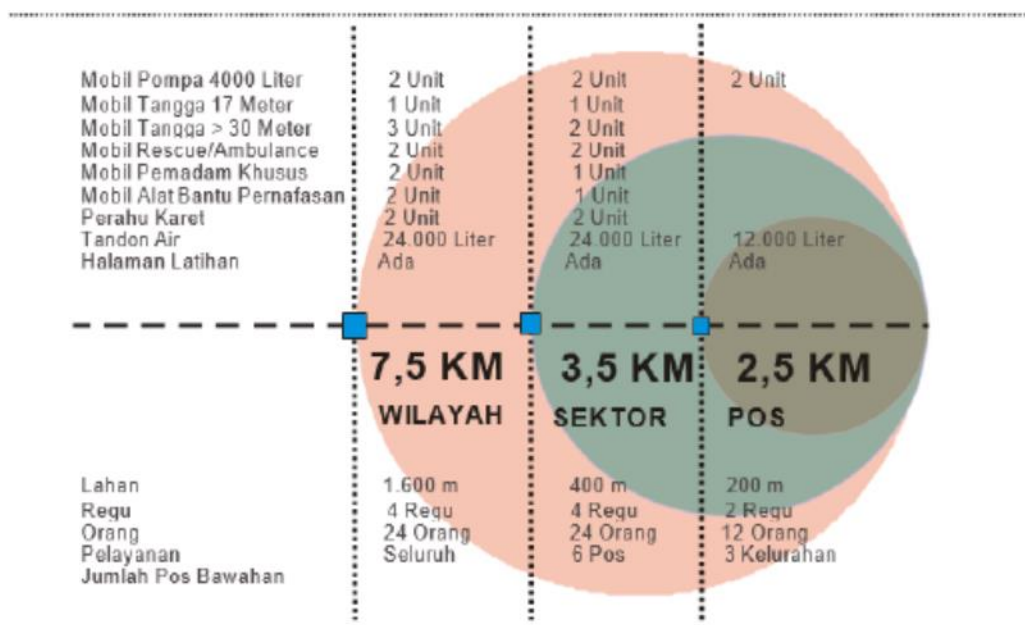 Mobil Pompa 4000 Liter 2 Unit 2 Unit 2 Unit
Mobil Tangga 17 Meter 1 Unit 1 Unit
Mobil Tangga > 30 Meter 3 Unit 2 Unit
Mobil Rescue/Ambulance 2 Unit 2 Unit
Mobil Pemadam Khusus 2 Unit 1 Unit
Mobil Alat Bantu Pernafasan 2 Unit 1 Unit
Perahu Karet 2 Unit 2 Unit
Tandon Air 24.000 Liter 24.000 Liter 12.000 Liter
Halaman Latihan Ada Ada Ada
7,5 KM 3,5 KM 2,5 KM
WILAYAH SEKTOR POS
Lahan 1.600 m 400 m 200 m
Regu 4 Regu 4 Regu 2 Regu
Orang 24 Orang 24 Orang 12 Orang
Pelayanan Seluruh 6 Pos 3 Kelurahan
Jumlah Pos Bawahan